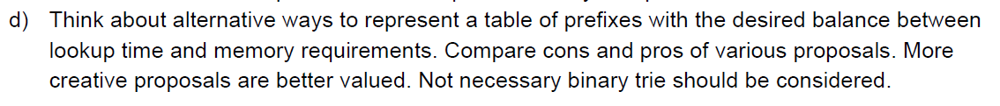 d) Think about alternative ways to represent a table of prefixes with the desired balance between
lookup time and memory requirements. Compare cons and pros of various proposals. More
creative proposals are better valued. Not necessary binary trie should be considered.